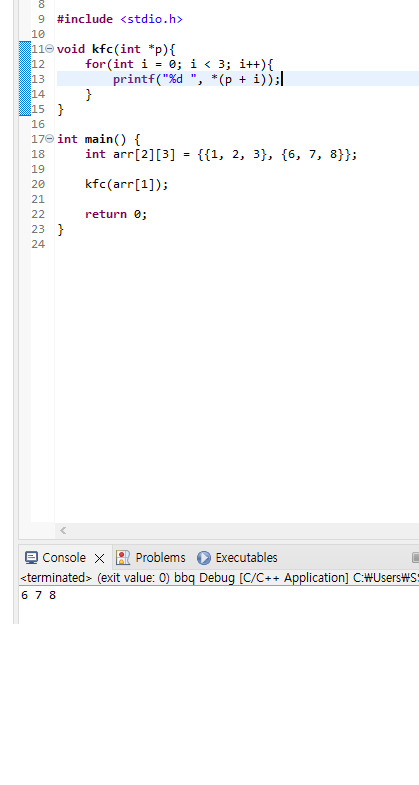 8
9 #include <stdio.h>
10
11 void kfc(int *p){
12     for(int i = 0; i < 3; i++){
13         printf("%d ", *(p + i));
14     }
15 }
16
17 int main() {
18     int arr[2][3] = {{1, 2, 3}, {6, 7, 8}};
19
20     kfc(arr[1]);
21
22     return 0;
23 }
24
Console Problems Executables
<terminated> (exit value: 0) bbq Debug [C/C++ Application] C:₩Users₩S
6 7 8